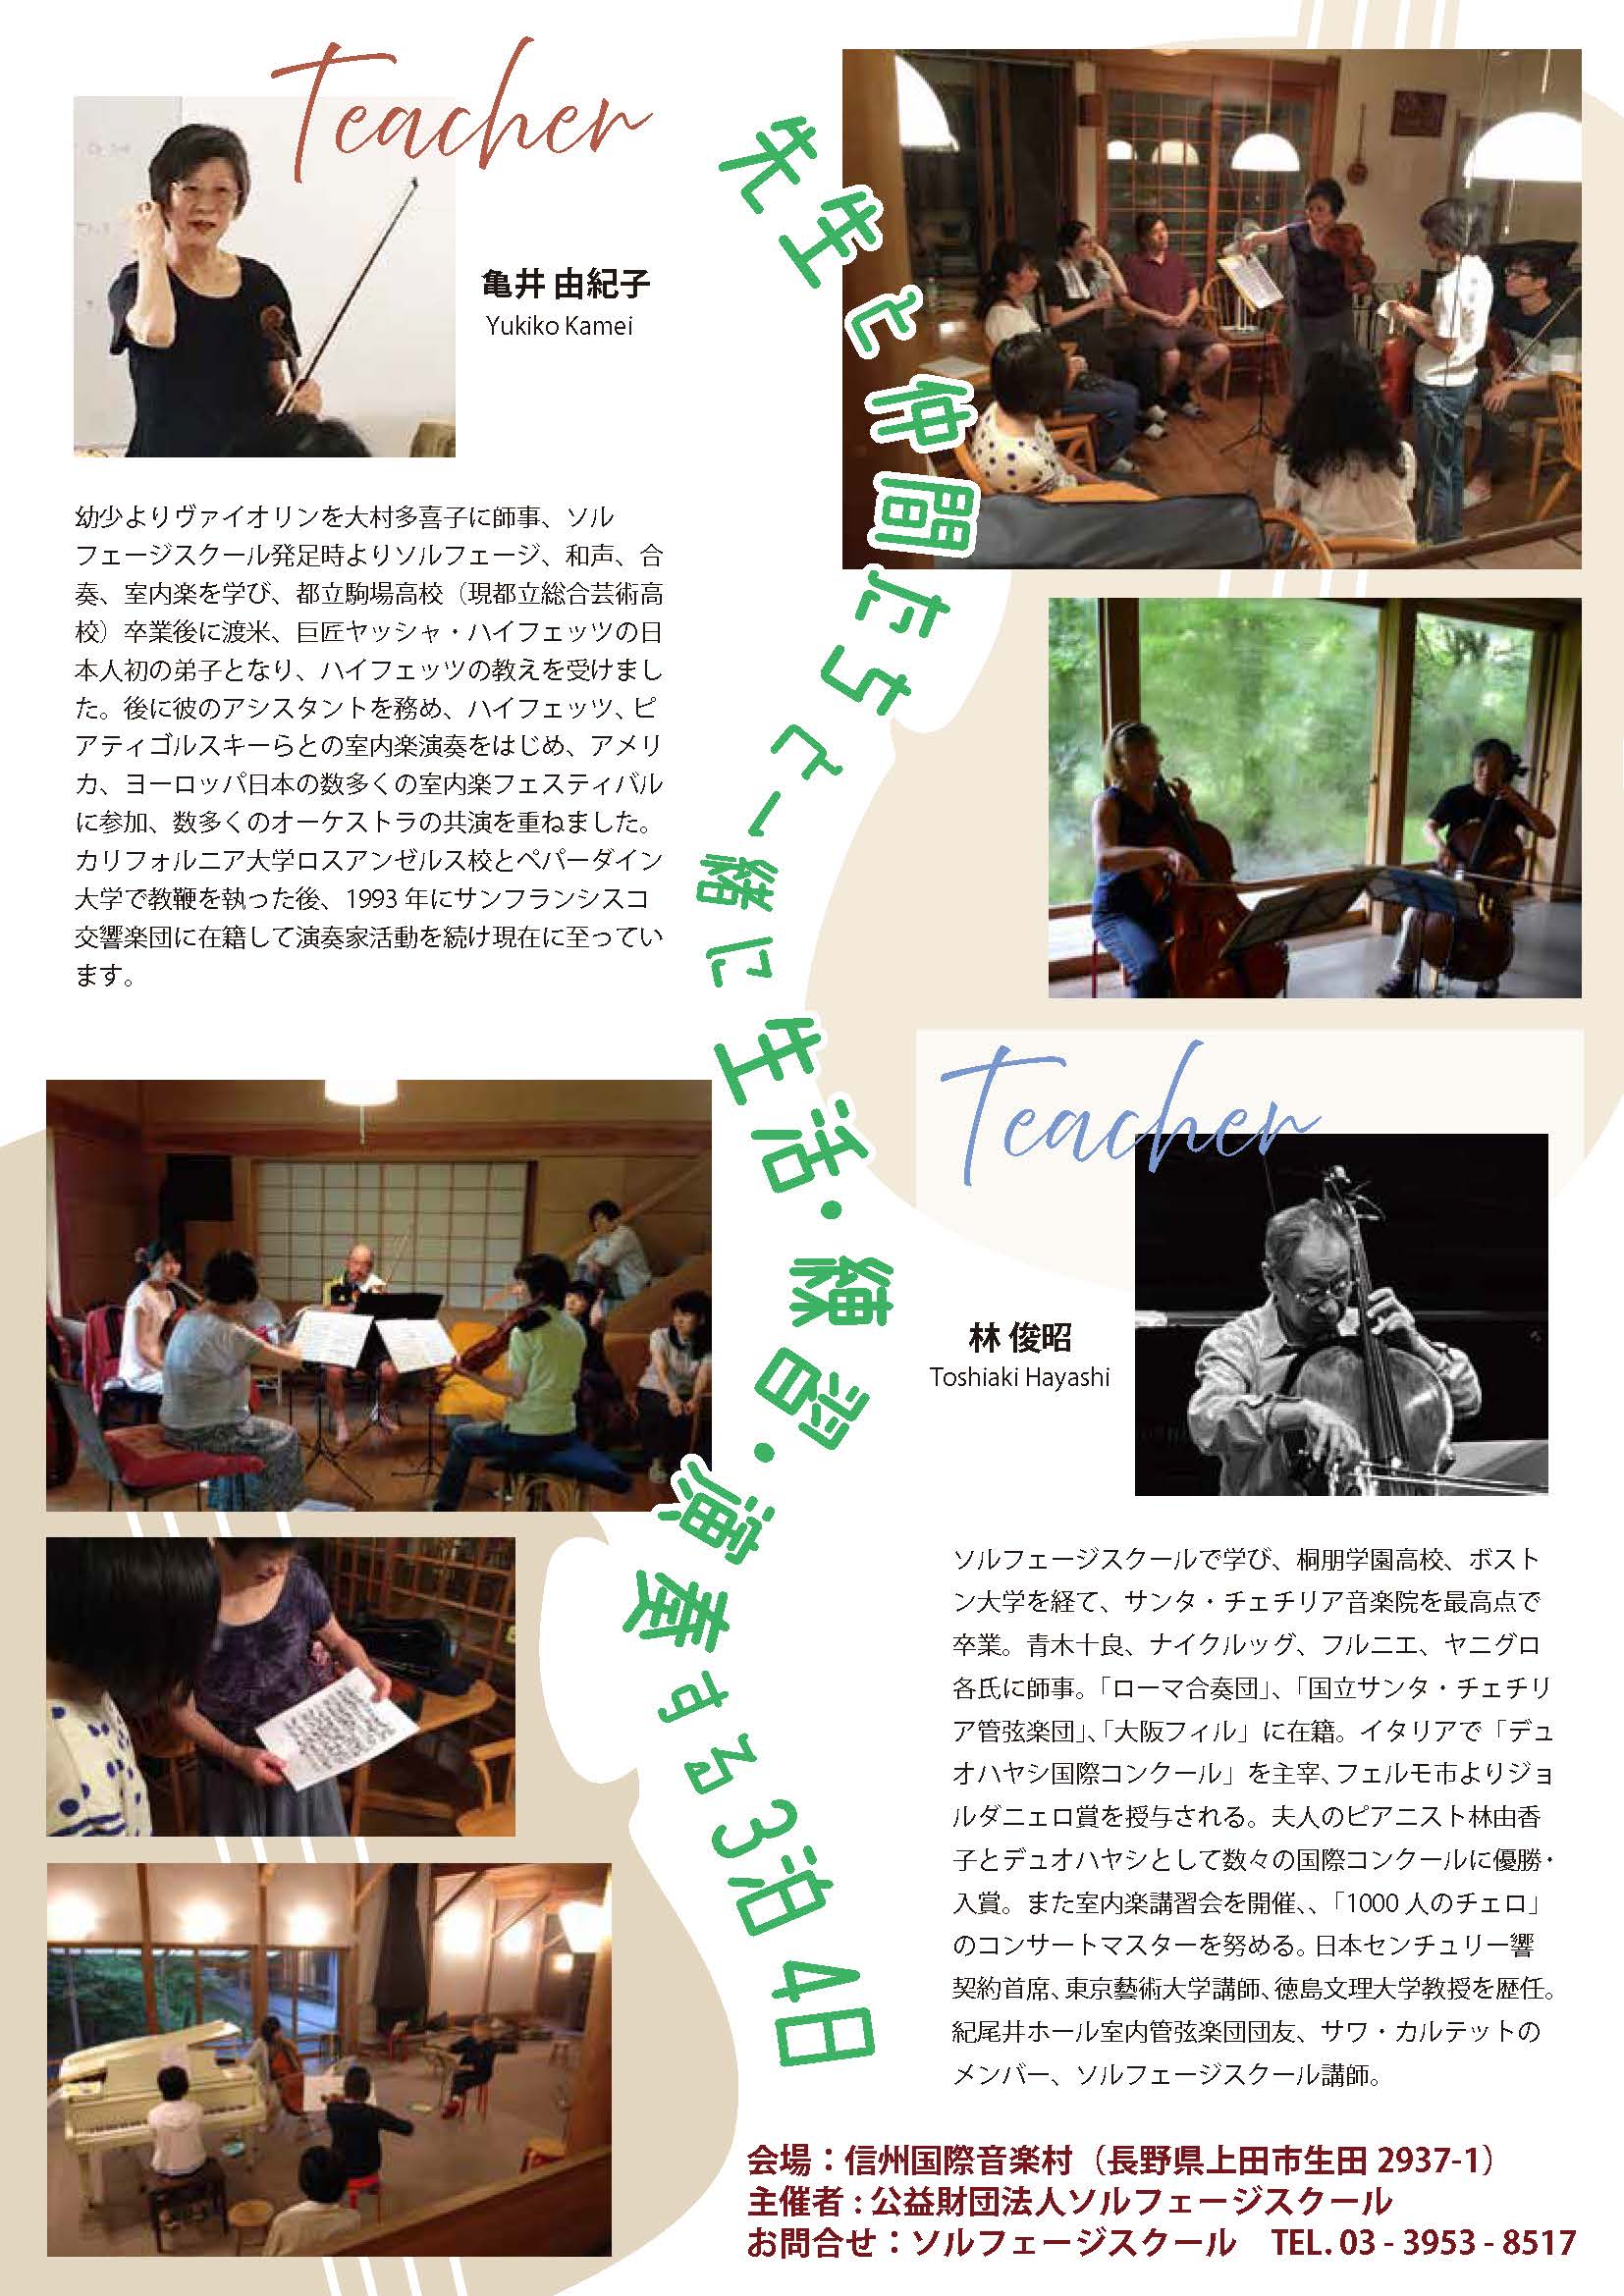 Teacher
亀井 由紀子
Yukiko Kamei
幼少よりヴァイオリンを大村多喜子に師事、ソル
フェージスクール発足時よりソルフェージ、和声、合
奏、室内楽を学び、都立駒場高校（現都立総合芸術高
校）卒業後に渡米、巨匠ヤッシャ・ハイフェッツの日
本人初の弟子となり、ハイフェッツの教えを受けまし
た。後に彼のアシスタントを務め、ハイフェッツ、ピ
アティゴルスキーらとの室内楽演奏をはじめ、アメリ
カ、ヨーロッパ日本の数多くの室内楽フェスティバル
に参加、数多くのオーケストラの共演を重ねました。
カリフォルニア大学ロスアンゼルス校とペパーダイン
大学で教鞭を執った後、1993 年にサンフランシスコ
交響楽団に在籍して演奏家活動を続け現在に至ってい
ます。
先生と仲間たちと一緒に生活・練習・演奏する3泊4日
Teacher
林 俊昭
Toshiaki Hayashi
ソルフェージスクールで学び、桐朋学園高校、ボスト
ン大学を経て、サンタ・チェチリア音楽院を最高点で
卒業。青木十良、ナイクルッグ、フルニエ、ヤニグロ
各氏に師事。「ローマ合奏団」、「国立サンタ・チェチリ
ア管弦楽団」、「大阪フィル」に在籍。イタリアで「デュ
オハヤシ国際コンクール」を主宰、フェルモ市よりジョ
ルダニェロ賞を授与される。夫人のピアニスト林由香
子とデュオハヤシとして数々の国際コンクールに優勝・
入賞。また室内楽講習会を開催、、「1000 人のチェロ」
のコンサートマスターを努める。日本センチュリー響
契約首席、東京藝術大学講師、徳島文理大学教授を歴任。
紀尾井ホール室内管弦楽団団友、サワ・カルテットの
メンバー、ソルフェージスクール講師。
会場：信州国際音楽村（長野県上田市生田 2937-1）
主催者 : 公益財団法人ソルフェージスクール
お問合せ：ソルフェージスクール　TEL. 03 - 3953 - 8517